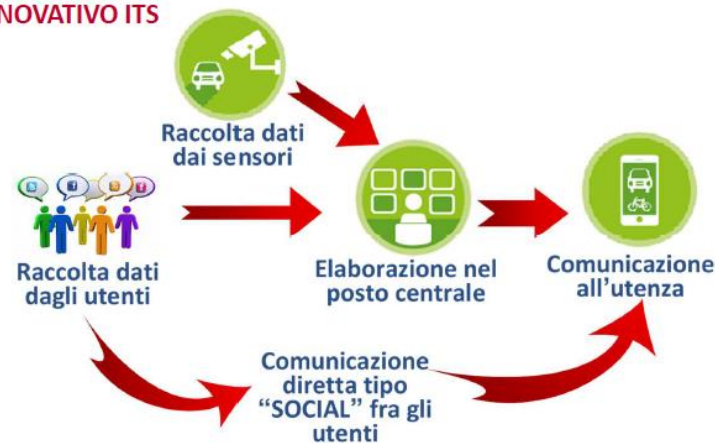 NOVATIVO ITS
Raccolta dati
dai sensori
Raccolta dati
dagli utenti
Elaborazione nel
posto centrale
Comunicazione
all’utenza
Comunicazione
diretta tipo
“SOCIAL” fra gli
utenti